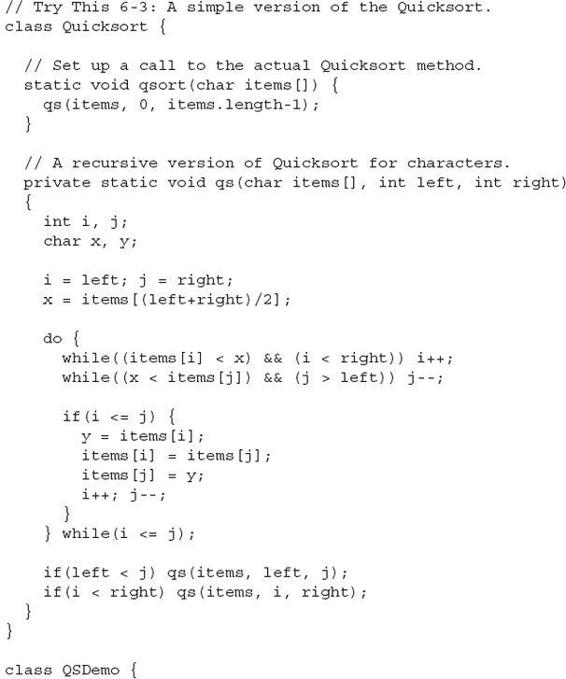 // Try This 6-3: A simple version of the Quicksort.
class Quicksort {

  // Set up a call to the actual Quicksort method.
  static void qsort(char items[]) {
    qs(items, 0, items.length-1);
  }

  // A recursive version of Quicksort for characters.
  private static void qs(char items[], int left, int right)
  {
    int i, j;
    char x, y;

    i = left; j = right;
    x = items[(left+right)/2];

    do {
      while((items[i] < x) && (i < right)) i++;
      while((x < items[j]) && (j > left)) j--;

      if(i <= j) {
        y = items[i];
        items[i] = items[j];
        items[j] = y;
        i++; j--;
      }
    } while(i <= j);

    if(left < j) qs(items, left, j);
    if(i < right) qs(items, i, right);
  }
}

class QSDemo {